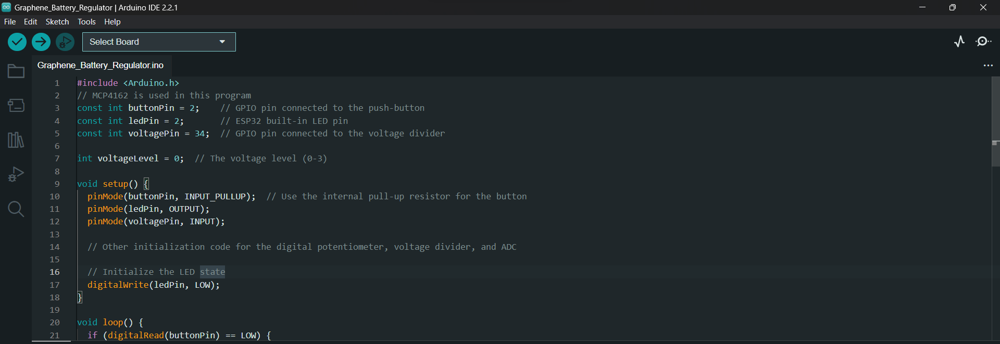 Graphene_Battery_Regulator | Arduino IDE 2.2.1
File Edit Sketch Tools Help
Select Board
Graphene_Battery_Regulator.ino
1 #include <Arduino.h>
2 // MCP4162 is used in this program
3 const int buttonPin = 2;    // GPIO pin connected to the push-button
4 const int ledPin = 2;       // ESP32 built-in LED pin
5 const int voltagePin = 34;  // GPIO pin connected to the voltage divider
6
7 int voltageLevel = 0;  // The voltage level (0-3)
8
9 void setup() {
10   pinMode(buttonPin, INPUT_PULLUP);  // Use the internal pull-up resistor for the button
11   pinMode(ledPin, OUTPUT);
12   pinMode(voltagePin, INPUT);
13
14   // Other initialization code for the digital potentiometer, voltage divider, and ADC
15
16   // Initialize the LED state
17   digitalWrite(ledPin, LOW);
18 }
19
20 void loop() {
21   if (digitalRead(buttonPin) == LOW) {